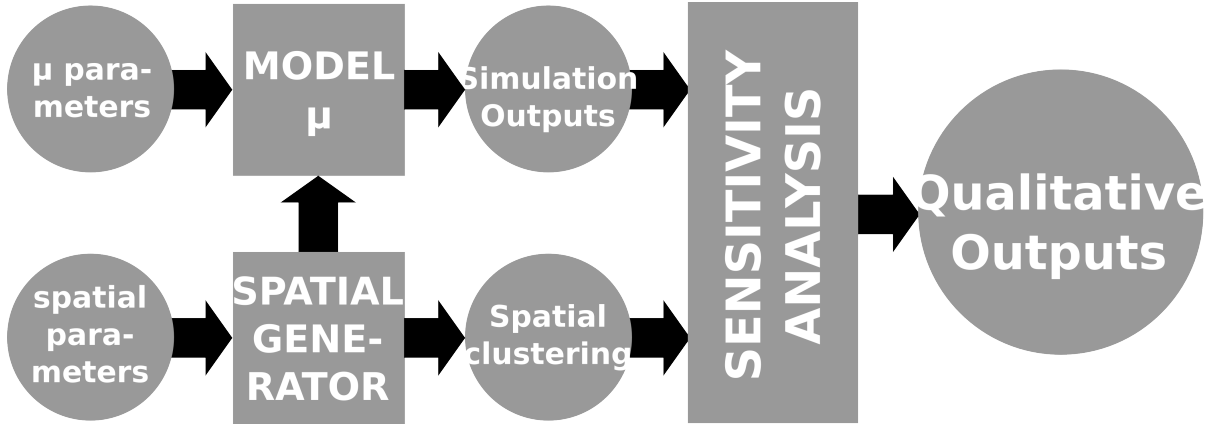 μ para-
meters
MODEL
μ
Simulation
Outputs
SENSITIVITY
ANALYSIS
Qualitative
Outputs
spatial
para-
meters
SPATIAL
GENE-
RATOR
Spatial
clustering